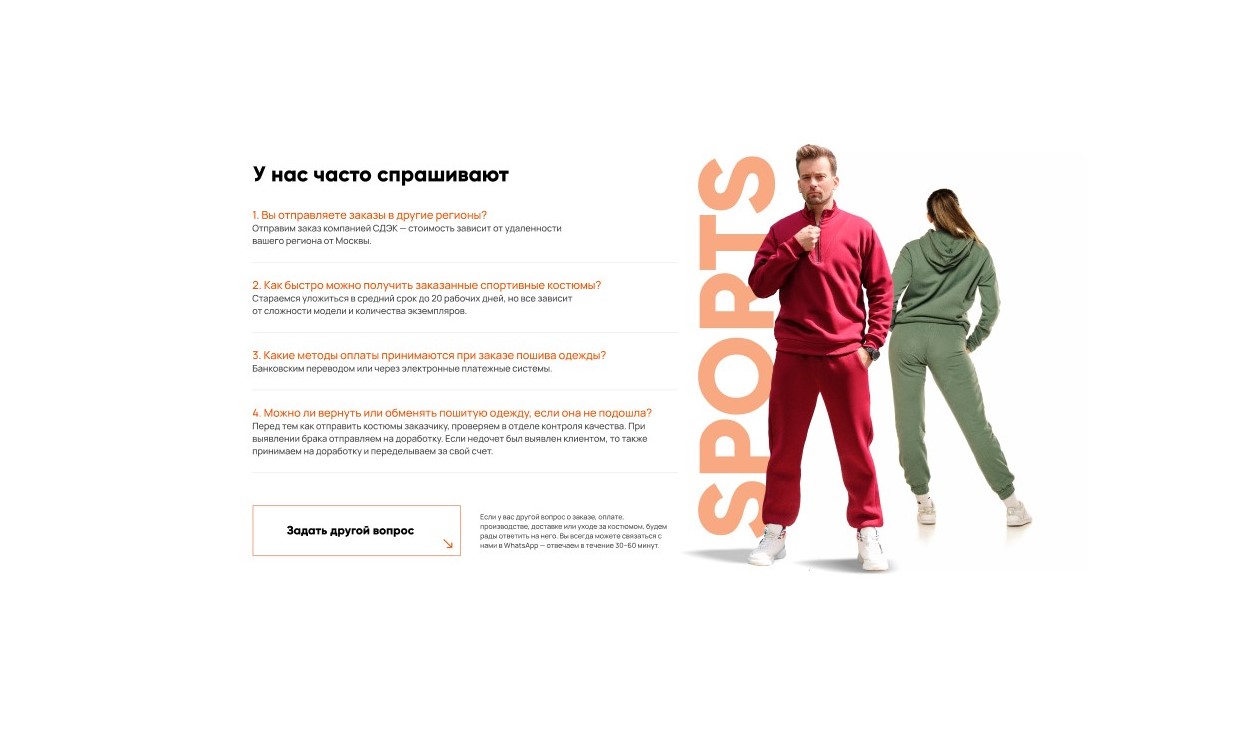 У нас часто спрашивают
1. Вы отправляете заказы в другие регионы?
Отправим заказ компанией СДЭК — стоимость зависит от удаленности
вашего региона от Москвы.
2. Как быстро можно получить заказанные спортивные костюмы?
Стараемся уложиться в средний срок до 20 рабочих дней, но все зависит
от сложности модели и количества экземпляров.
3. Какие методы оплаты принимаются при заказе пошива одежды?
Банковским переводом или через электронные платежные системы.
4. Можно ли вернуть или обменять пошитую одежду, если она не подошла?
Перед тем как отправить костюмы заказчику, проверяем в отделе контроля качества. При
выявлении брака отправляем на доработку. Если недочет был выявлен клиентом, то также
принимаем на доработку и переделываем за свой счет.
Задать другой вопрос
Если у вас другой вопрос о заказе, оплате,
производстве, доставке или уходе за костюмом, будем
рады ответить на него. Вы всегда можете связаться с
нами в WhatsApp — отвечаем в течение 30–60 минут.
SPORTS